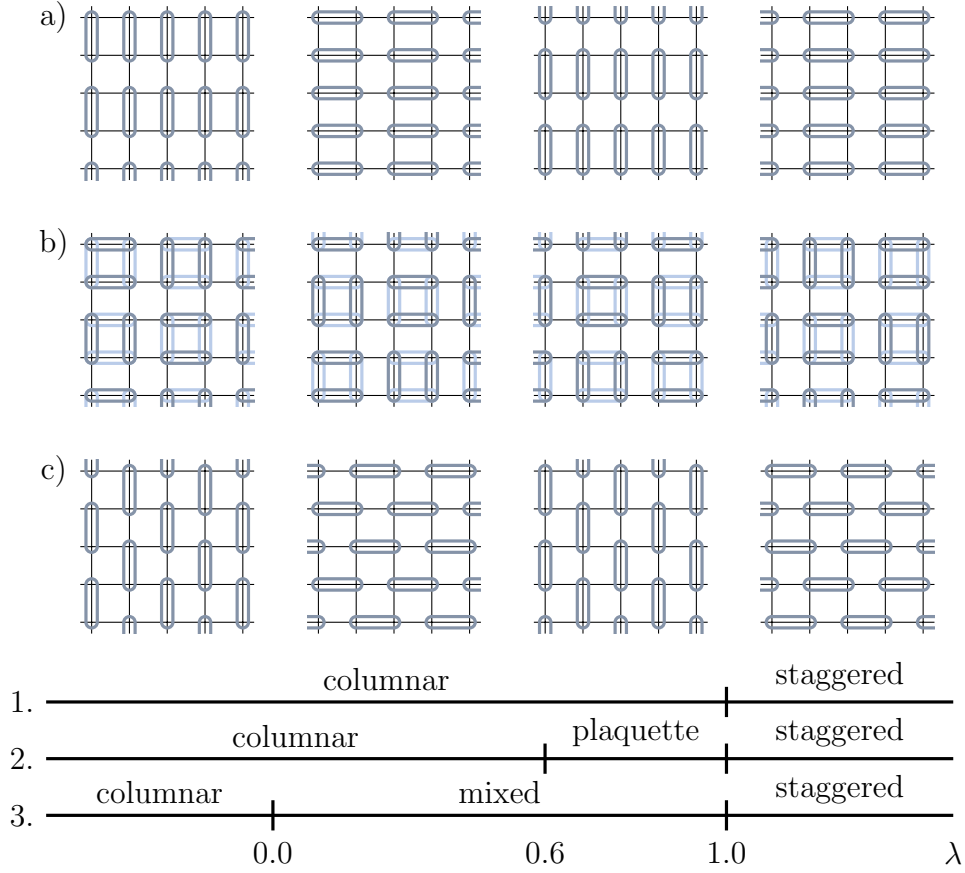 a)
b)
c)
columnar staggered
1.
columnar plaquette staggered
2.
columnar mixed staggered
3.
0.0 0.6 1.0 λ